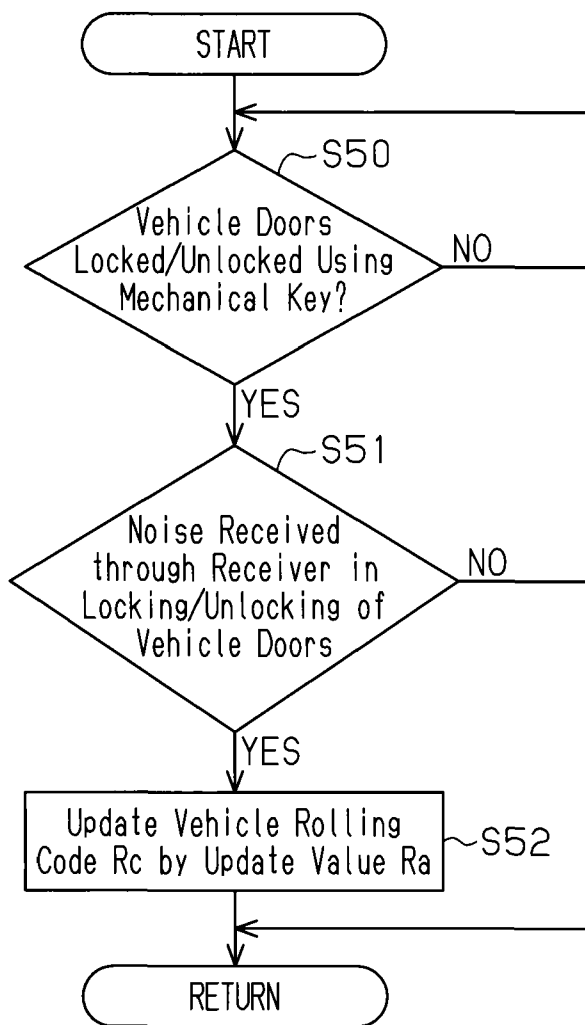 START
S50
Vehicle Doors
Locked/Unlocked Using
Mechanical Key?
NO
YES
S51
Noise Received
through Receiver in
Locking/Unlocking of
Vehicle Doors
NO
YES
Update Vehicle Rolling
Code Rc by Update Value Ra
S52
RETURN